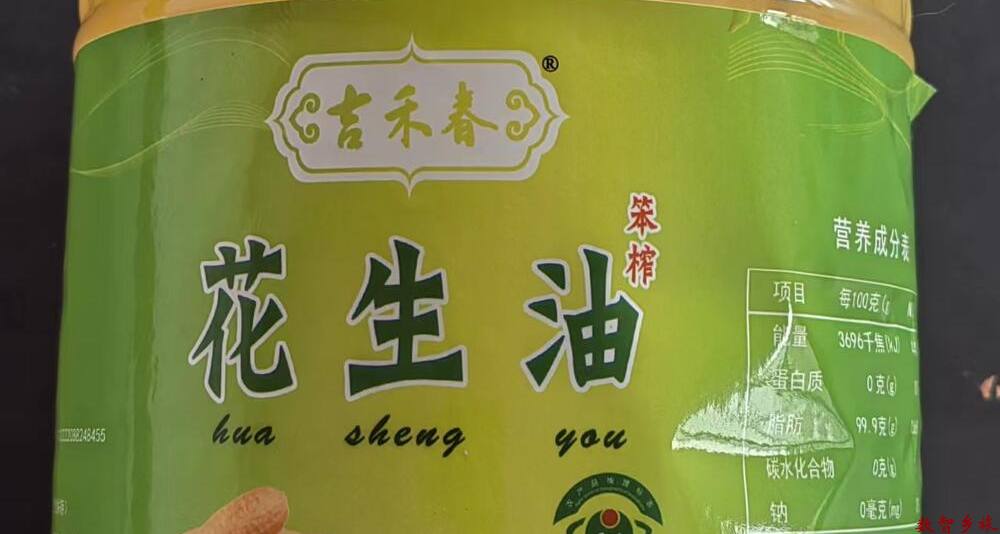 吉禾春®
笨榨
花生油
hua sheng you
营养成分表
项目 每100克(g
能量 3696千焦(kJ)
蛋白质 0克(g)
脂肪 99.9克(g)
碳水化合物 0克(g)
钠 0毫克(mg)
数智乡族